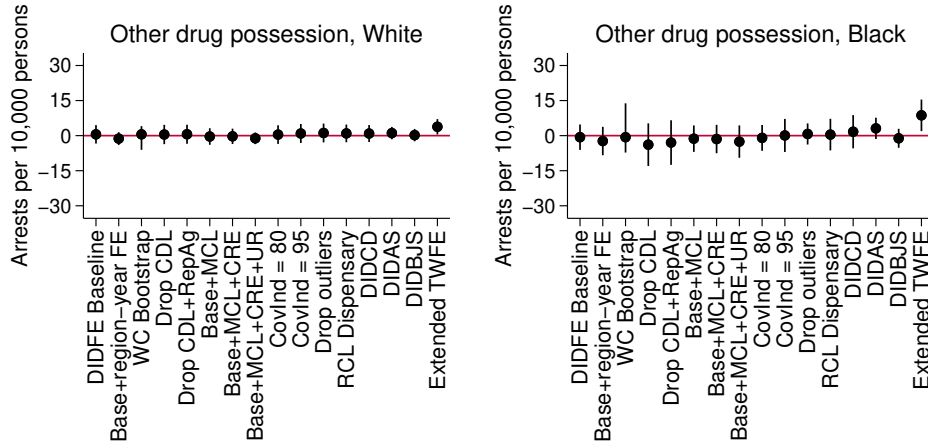 Other drug possession, White
Arrests per 10,000 persons
30
15
0
−15
−30
DIDFE Baseline
Base+region−year FE
WC Bootstrap
Drop CDL
Drop CDL+RepAg
Base+MCL
Base+MCL+CRE
Base+MCL+CRE+UR
CovInd = 80
CovInd = 95
Drop outliers
RCL Dispensary
DIDCD
DIDAS
DIDBJS
Extended TWFE
Other drug possession, Black
Arrests per 10,000 persons
30
15
0
−15
−30
DIDFE Baseline
Base+region−year FE
WC Bootstrap
Drop CDL
Drop CDL+RepAg
Base+MCL
Base+MCL+CRE
Base+MCL+CRE+UR
CovInd = 80
CovInd = 95
Drop outliers
RCL Dispensary
DIDCD
DIDAS
DIDBJS
Extended TWFE